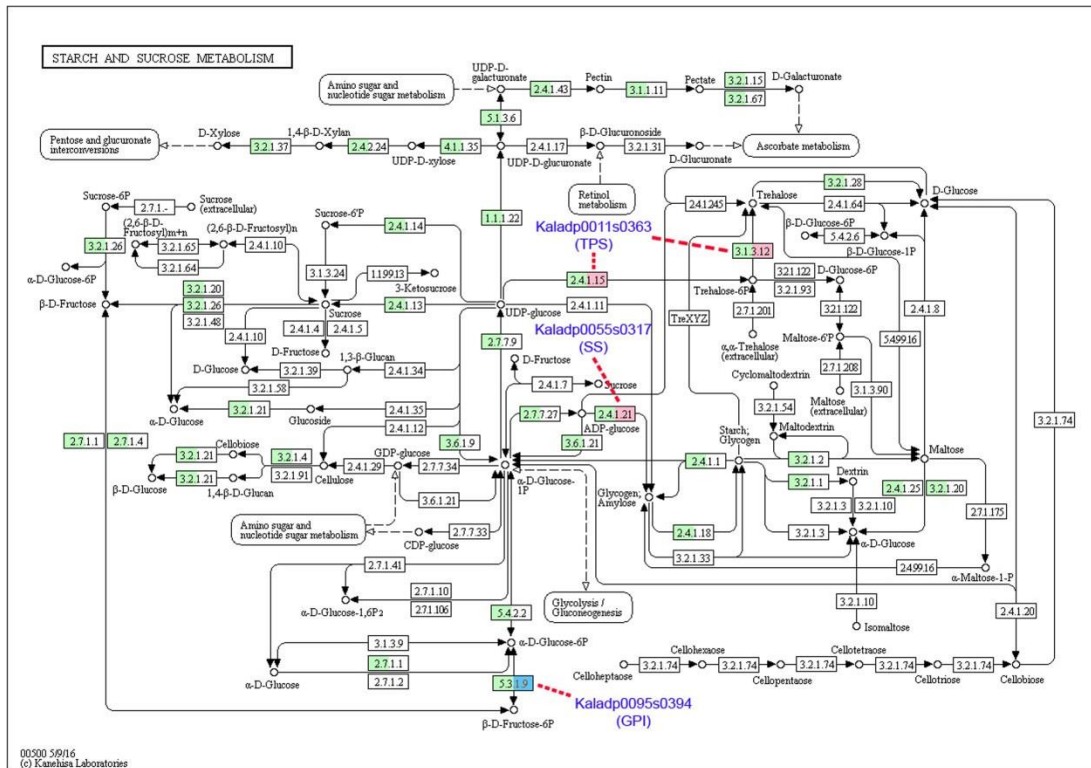 STARCH AND SUCROSE METABOLISM
Amino sugar and
nucleotide sugar metabolism
UDP-D-
galacturonate
2.4.1.43
Pectin
3.1.1.11
Pectate
3.2.1.15
3.2.1.67
D-Galacturonate
5.1.3.6
Pentose and glucuronate
interconversions
D-Xylose
3.2.1.37
1,4-β-D-Xylan
2.4.2.24
UDP-D-xylose
4.1.1.35
UDP-D-glucuronate
2.4.1.17
β-D-Glucuronoside
3.2.1.31
D-Glucuronate
Ascorbate metabolism
Retinol
metabolism
Sucrose-6P
2.7.1.-
Sucrose
(extracellular)
(2,6-β-D-
Fructosyl)m+n
(2,6-β-D-Fructosyl)n
3.2.1.26
3.2.1.65
3.2.1.64
2.4.1.10
Sucrose-6'P
2.4.1.14
1.1.1.22
α-D-Glucose-6P
3.1.3.24
1.1.99.13
3-Ketosucrose
Kaladp0011s0363
(TPS)
2.4.1.245
Trehalose
3.2.1.28
2.4.1.64
D-Glucose
β-D-Glucose-6P
5.4.2.6
β-D-Glucose-1P
3.1.3.12
β-D-Fructose
3.2.1.20
3.2.1.26
3.2.1.48
Sucrose
2.4.1.13
UDP-glucose
2.4.1.15
2.4.1.11
Trehalose-6P
3.2.1.122
3.2.1.93
D-Glucose-6P
2.7.1.201
α,α-Trehalose
(extracellular)
3.2.1.122
Maltose-6'P
2.7.1.208
Maltose
(extracellular)
3.1.3.90
5.4.99.16
2.4.1.8
TreXYZ
2.4.1.10
2.4.1.4
2.4.1.5
D-Fructose
2.7.7.9
Kaladp0055s0317
(SS)
D-Glucose
3.2.1.39
1,3-β-Glucan
2.4.1.34
3.2.1.58
D-Fructose
2.4.1.7
Sucrose
α-D-Glucose
3.2.1.21
Glucoside
2.4.1.35
2.4.1.12
2.7.7.27
2.4.1.21
ADP-glucose
3.6.1.9
3.6.1.21
Cyclomaltodextrin
3.2.1.54
Maltodextrin
3.2.1.74
2.7.1.1
2.7.1.4
3.2.1.21
Cellobiose
3.2.1.4
3.2.1.91
3.2.1.21
β-D-Glucose
1,4-β-D-Glucan
Cellulose
2.4.1.29
GDP-glucose
2.7.7.34
3.6.1.21
α-D-Glucose-
1P
Starch;
Glycogen
2.4.1.1
3.2.1.2
3.2.1.1
Dextrin
Maltose
2.4.1.25
3.2.1.20
Glycogen;
Amylose
3.2.1.3
3.2.1.10
2.7.1.175
Amino sugar and
nucleotide sugar metabolism
2.7.7.33
CDP-glucose
2.4.1.18
3.2.1.33
3.2.1.3
α-D-Glucose
2.4.99.16
α-Maltose-1-P
2.7.1.41
2.7.1.10
2.7.1.106
α-D-Glucose-1,6P2
Glycolysis /
Gluconeogenesis
3.2.1.10
Isomaltose
2.4.1.20
5.4.2.2
3.1.3.9
α-D-Glucose-6P
2.7.1.1
2.7.1.2
α-D-Glucose
Celloheptaose
3.2.1.74
Cellohexaose
3.2.1.74
Cellopentaose
3.2.1.74
Cellotetraose
3.2.1.74
Cellotriose
3.2.1.74
Cellobiose
5.3.1.9
Kaladp0095s0394
(GPI)
β-D-Fructose-6P
00500 5/9/16
(c) Kanehisa Laboratories